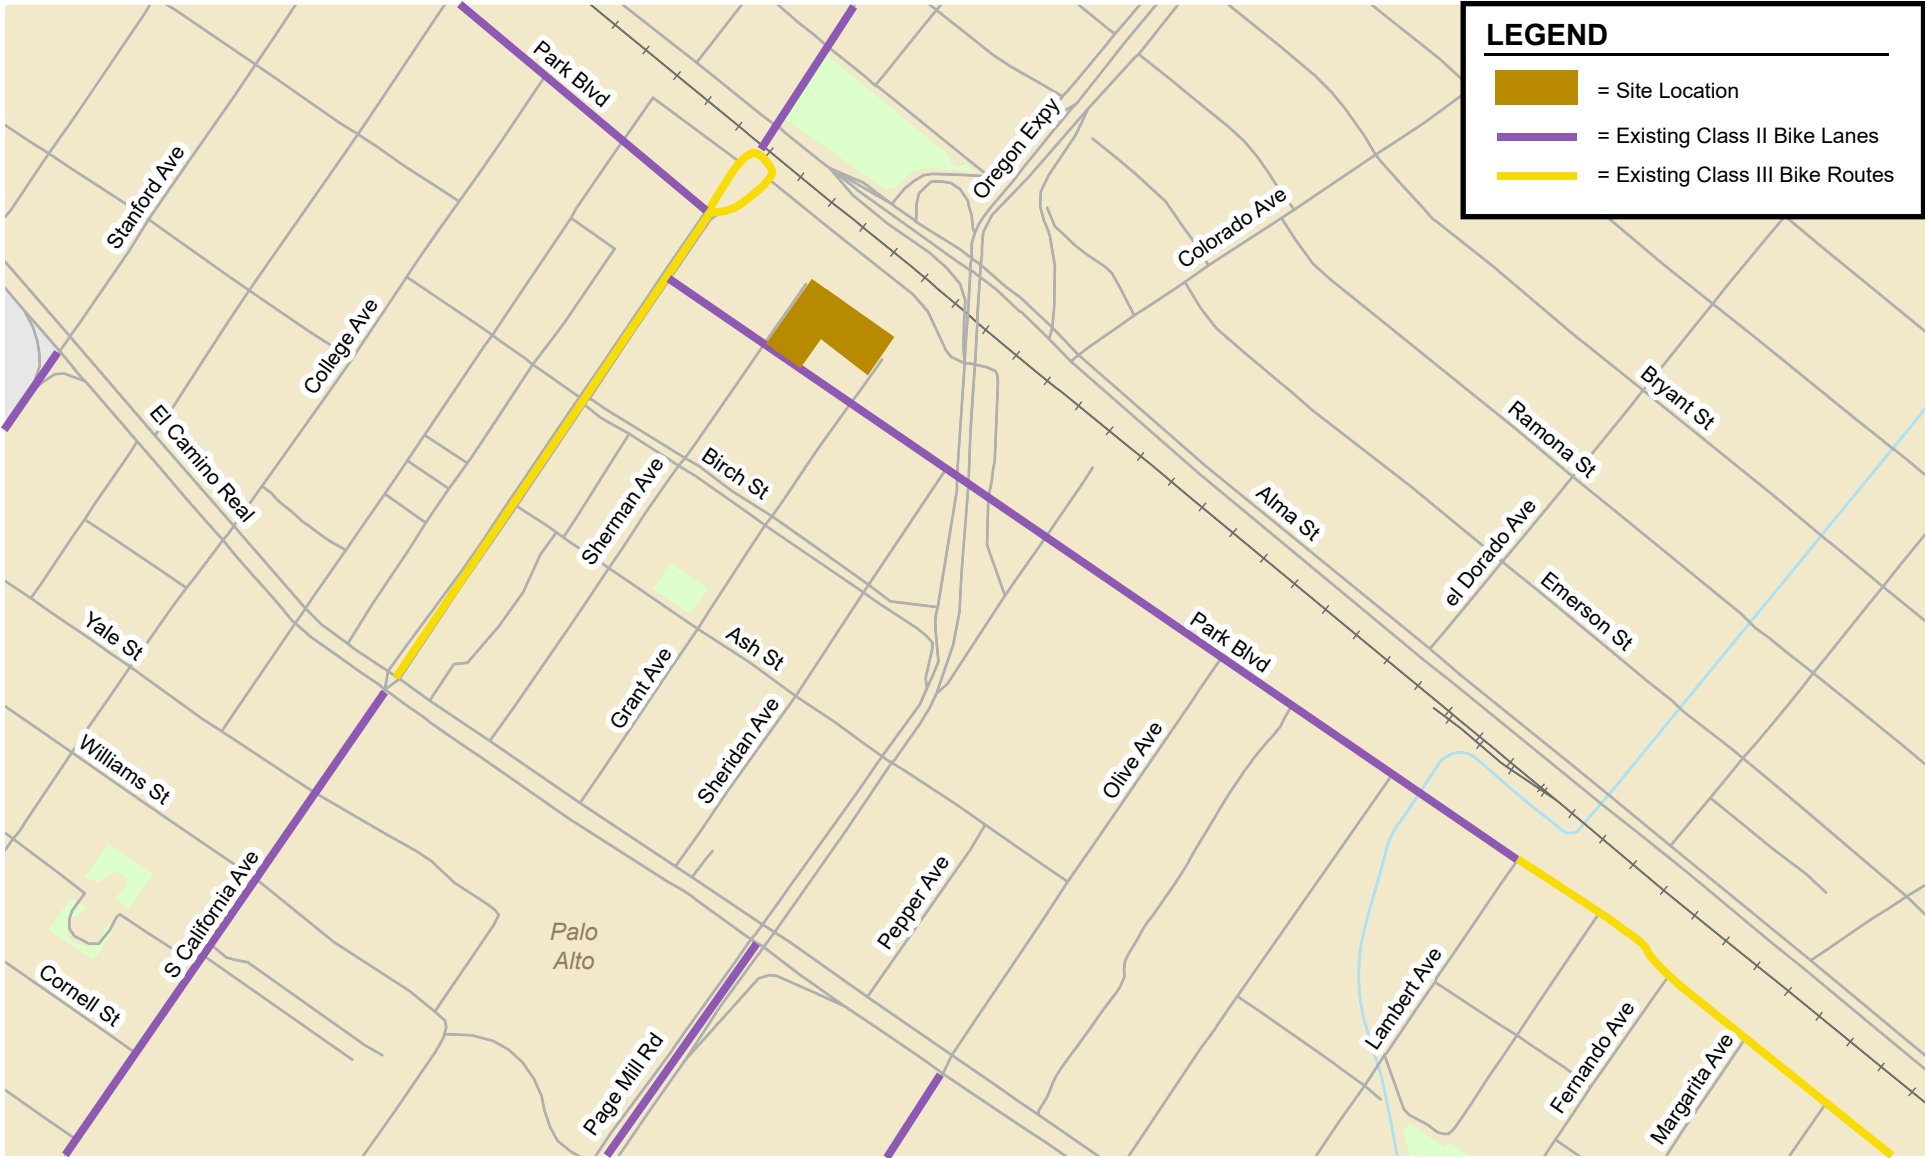 LEGEND
= Site Location
= Existing Class II Bike Lanes
= Existing Class III Bike Routes
Park Blvd
Oregon Expy
Stanford Ave
Colorado Ave
College Ave
Bryant St
El Camino Real
Ramona St
Birch St
Sherman Ave
Alma St
el Dorado Ave
Emerson St
Yale St
Ash St
Park Blvd
Grant Ave
Sheridan Ave
Williams St
Olive Ave
S California Ave
Pepper Ave
Palo
Alto
Cornell St
Lambert Ave
Fernando Ave
Page Mill Rd
Margarita Ave